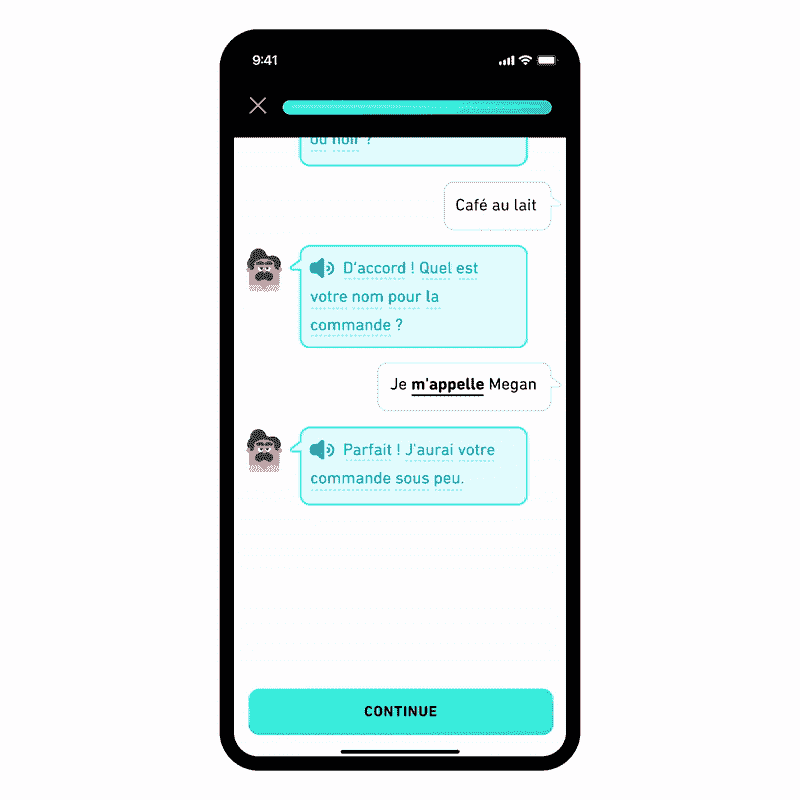 9:41
ou noir ?
Café au lait
D'accord ! Quel est
votre nom pour la
commande ?
Je m'appelle Megan
Parfait ! J'aurai votre
commande sous peu.
CONTINUE